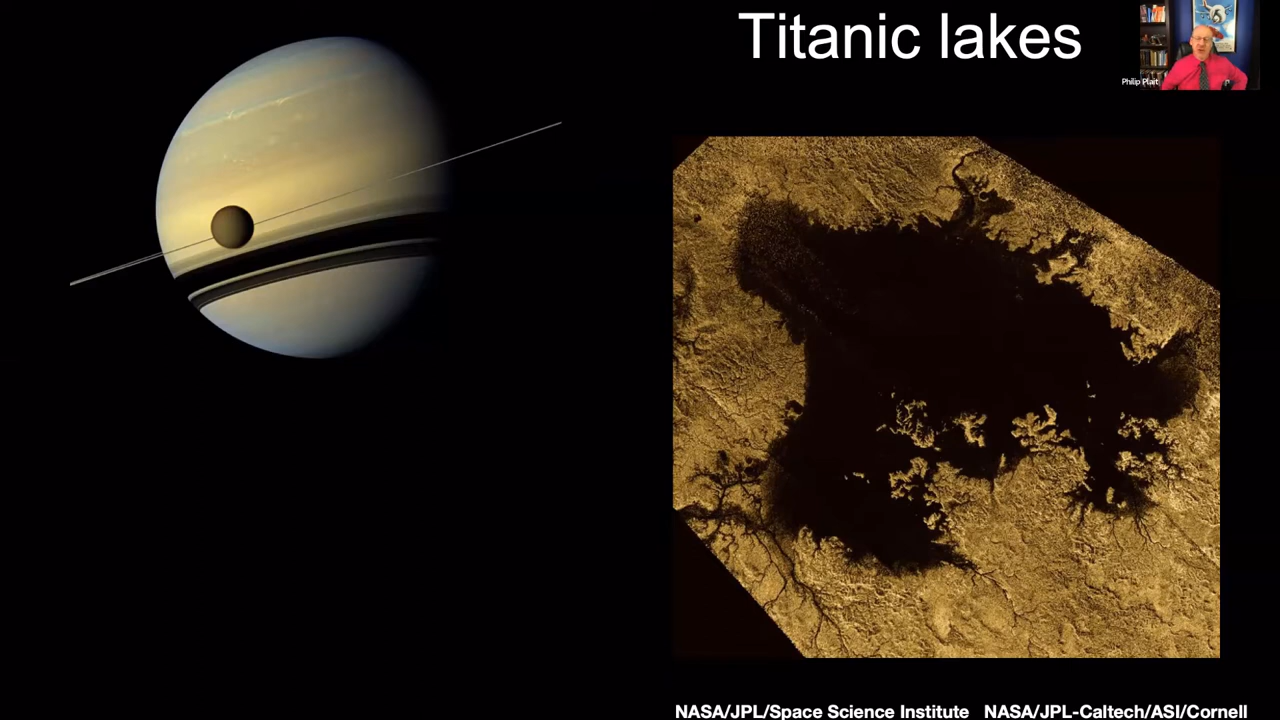 Titanic lakes
Philip Plait
NASA/JPL/Space Science Institute NASA/JPL-Caltech/ASI/Cornell